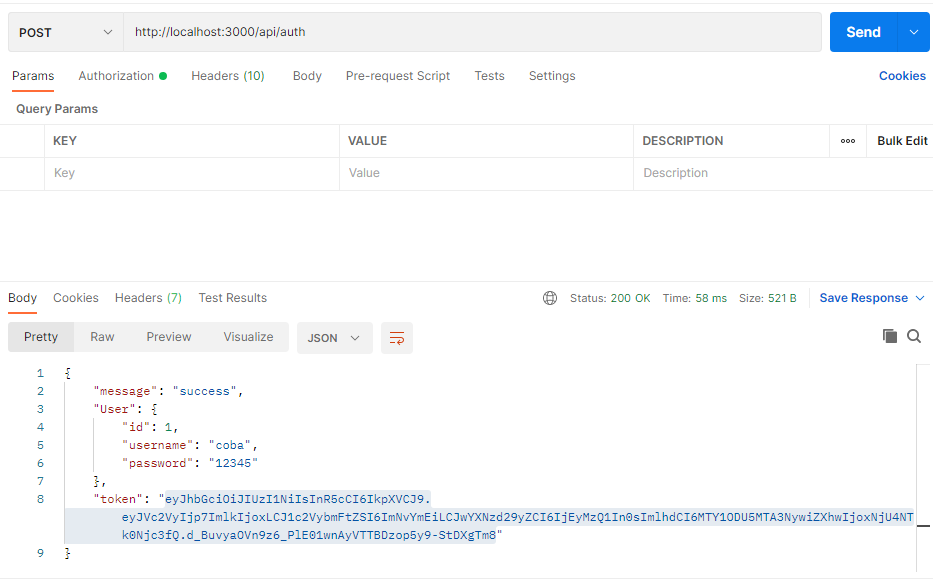 POST http://localhost:3000/api/auth Send
Params Authorization Headers (10) Body Pre-request Script Tests Settings Cookies
Query Params
KEY VALUE DESCRIPTION ooo Bulk Edit
Key Value Description
Body Cookies Headers (7) Test Results Status: 200 OK Time: 58 ms Size: 521 B Save Response
Pretty Raw Preview Visualize JSON
1 {
2 "message": "success",
3 "User": {
4 "id": 1,
5 "username": "coba",
6 "password": "12345"
7 },
8 "token": "eyJhbGciOiJIUzI1NiIsInR5cCI6IkpXVCJ9.
eyJVc2VyIjp7ImlkIjoxLCJ1c2VybmFtZSI6ImNvYmEiLCJwYXNzd29yZCI6IjEyMzQ1In0sImlhdCI6MTY1ODU5MTA3NywiZXhwIjoxNjU4NT
k0Njc3fQ.d_BuvyaOVn9z6_PlE01wnAyVTTBDzop5y9-StDXgTm8"
9 }